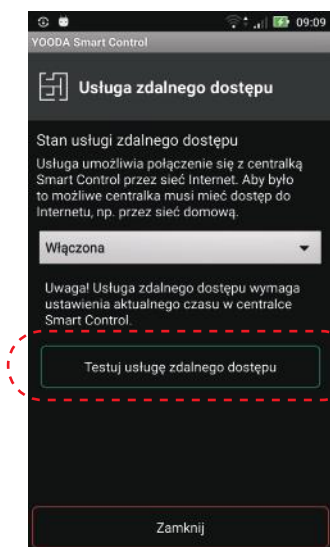 09:09
YOODA Smart Control
Usługa zdalnego dostępu
Stan usługi zdalnego dostępu
Usługa umożliwia połączenie się z centralką
Smart Control przez sieć Internet. Aby było
to możliwe centralka musi mieć dostęp do
Internetu, np. przez sieć domową.
Włączona
Uwaga! Usługa zdalnego dostępu wymaga
ustawienia aktualnego czasu w centralce
Smart Control.
Testuj usługę zdalnego dostępu
Zamknij